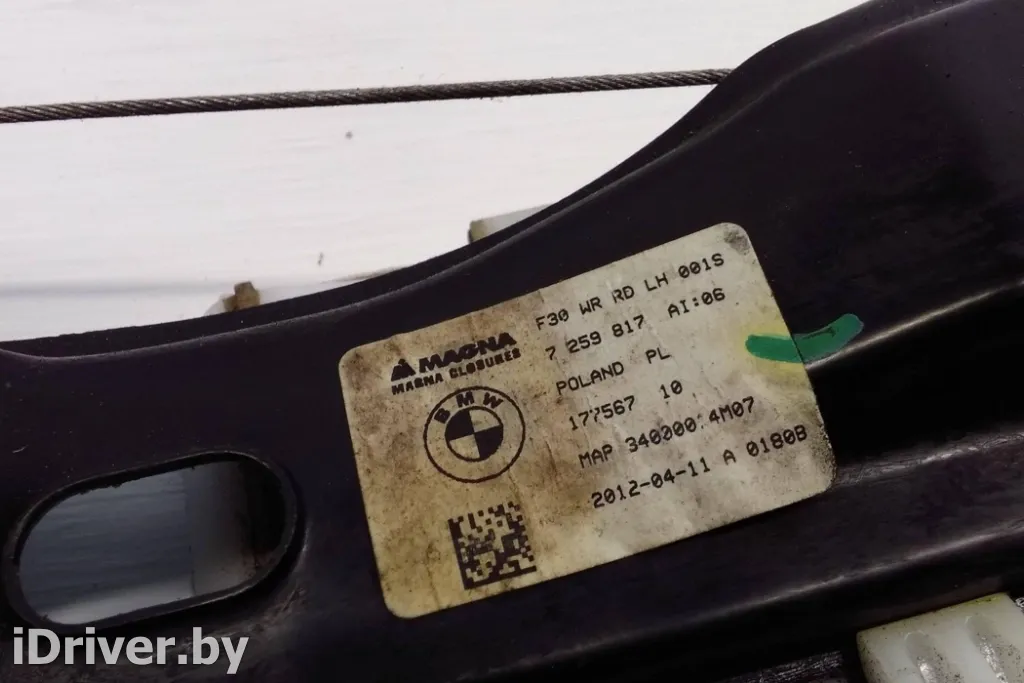 F30 WR RD LH 001S
MAGNA
MAGNA CLOSURES
7 259 817 AI:06
POLAND PL
BMW
177567 10
MAP 340000.4M07
2012-04-11 A 0180B
iDriver.by